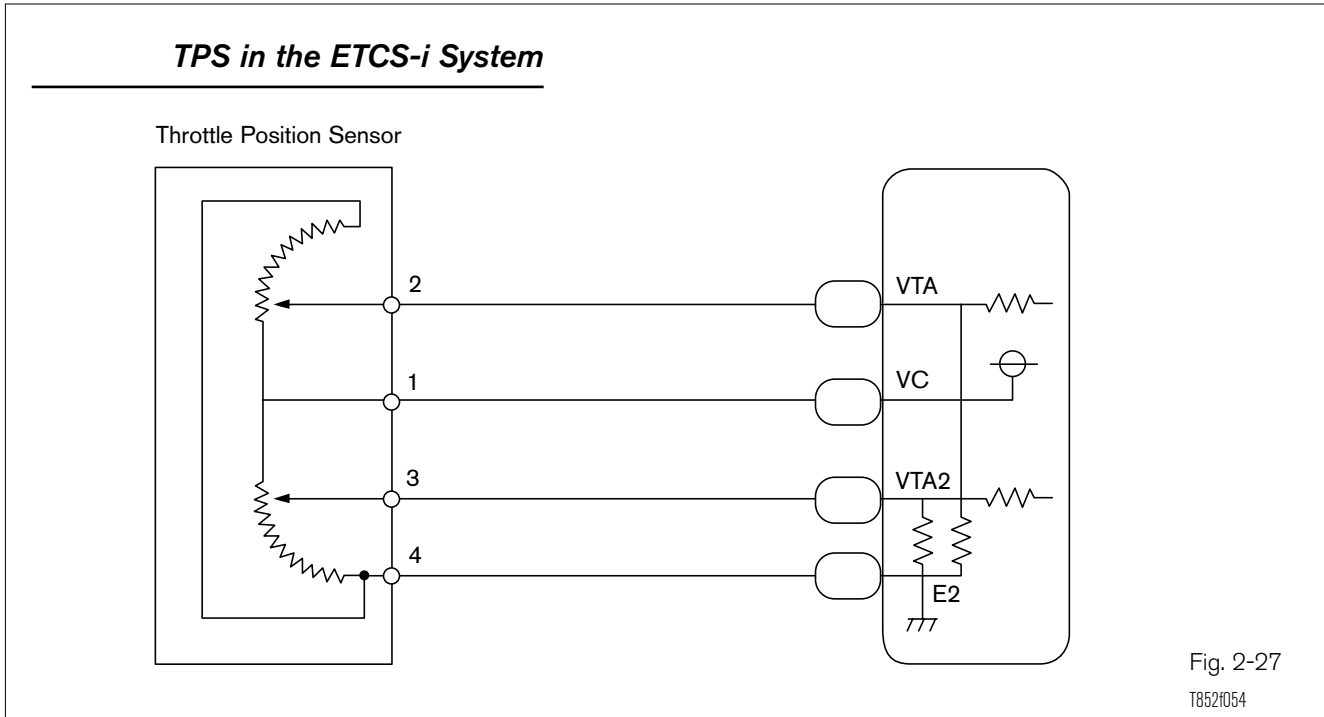 TPS in the ETCS-i System
Throttle Position Sensor
2
VTA
1
VC
3
VTA2
4
E2
Fig. 2-27
T852f054